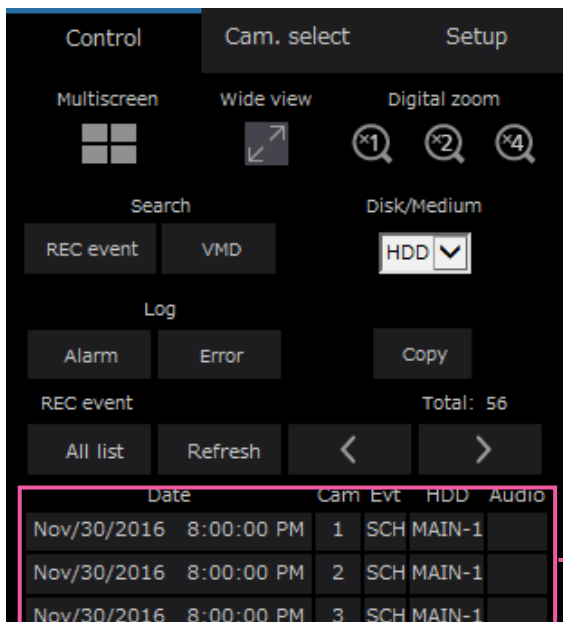 Control Cam. select Setup
Multiscreen Wide view Digital zoom
×1 ×2 ×4
Search Disk/Medium
REC event VMD HDD
Log
Alarm Error Copy
REC event Total: 56
All list Refresh < >
Date Cam Evt HDD Audio
Nov/30/2016 8:00:00 PM 1 SCH MAIN-1
Nov/30/2016 8:00:00 PM 2 SCH MAIN-1
Nov/30/2016 8:00:00 PM 3 SCH MAIN-1